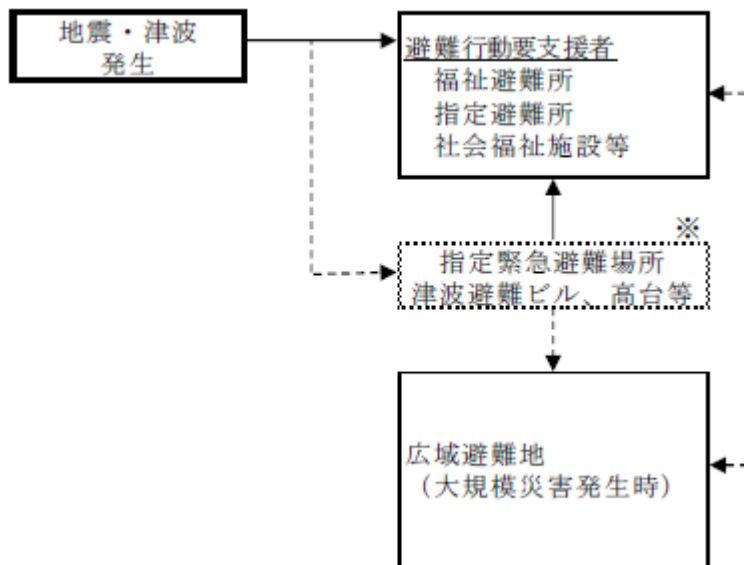 地震・津波
発生
避難行動要支援者
福祉避難所
指定避難所
社会福祉施設等
※
指定緊急避難場所
津波避難ビル、高台等
広域避難地
（大規模災害発生時）